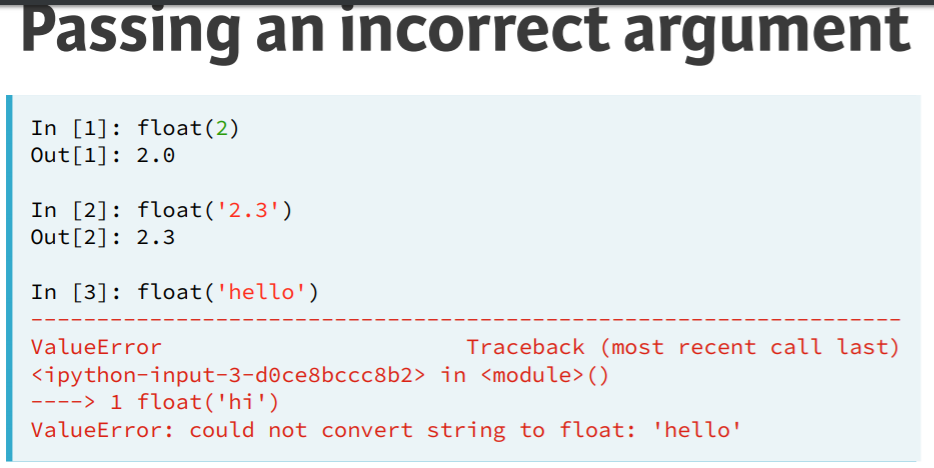 Passing an incorrect argument
In [1]: float(2)
Out[1]: 2.0
In [2]: float('2.3')
Out[2]: 2.3
In [3]: float('hello')
------------------------------------------------------------------
ValueError Traceback (most recent call last)
<ipython-input-3-d0ce8bccc8b2> in <module>()
----> 1 float('hi')
ValueError: could not convert string to float: 'hello'